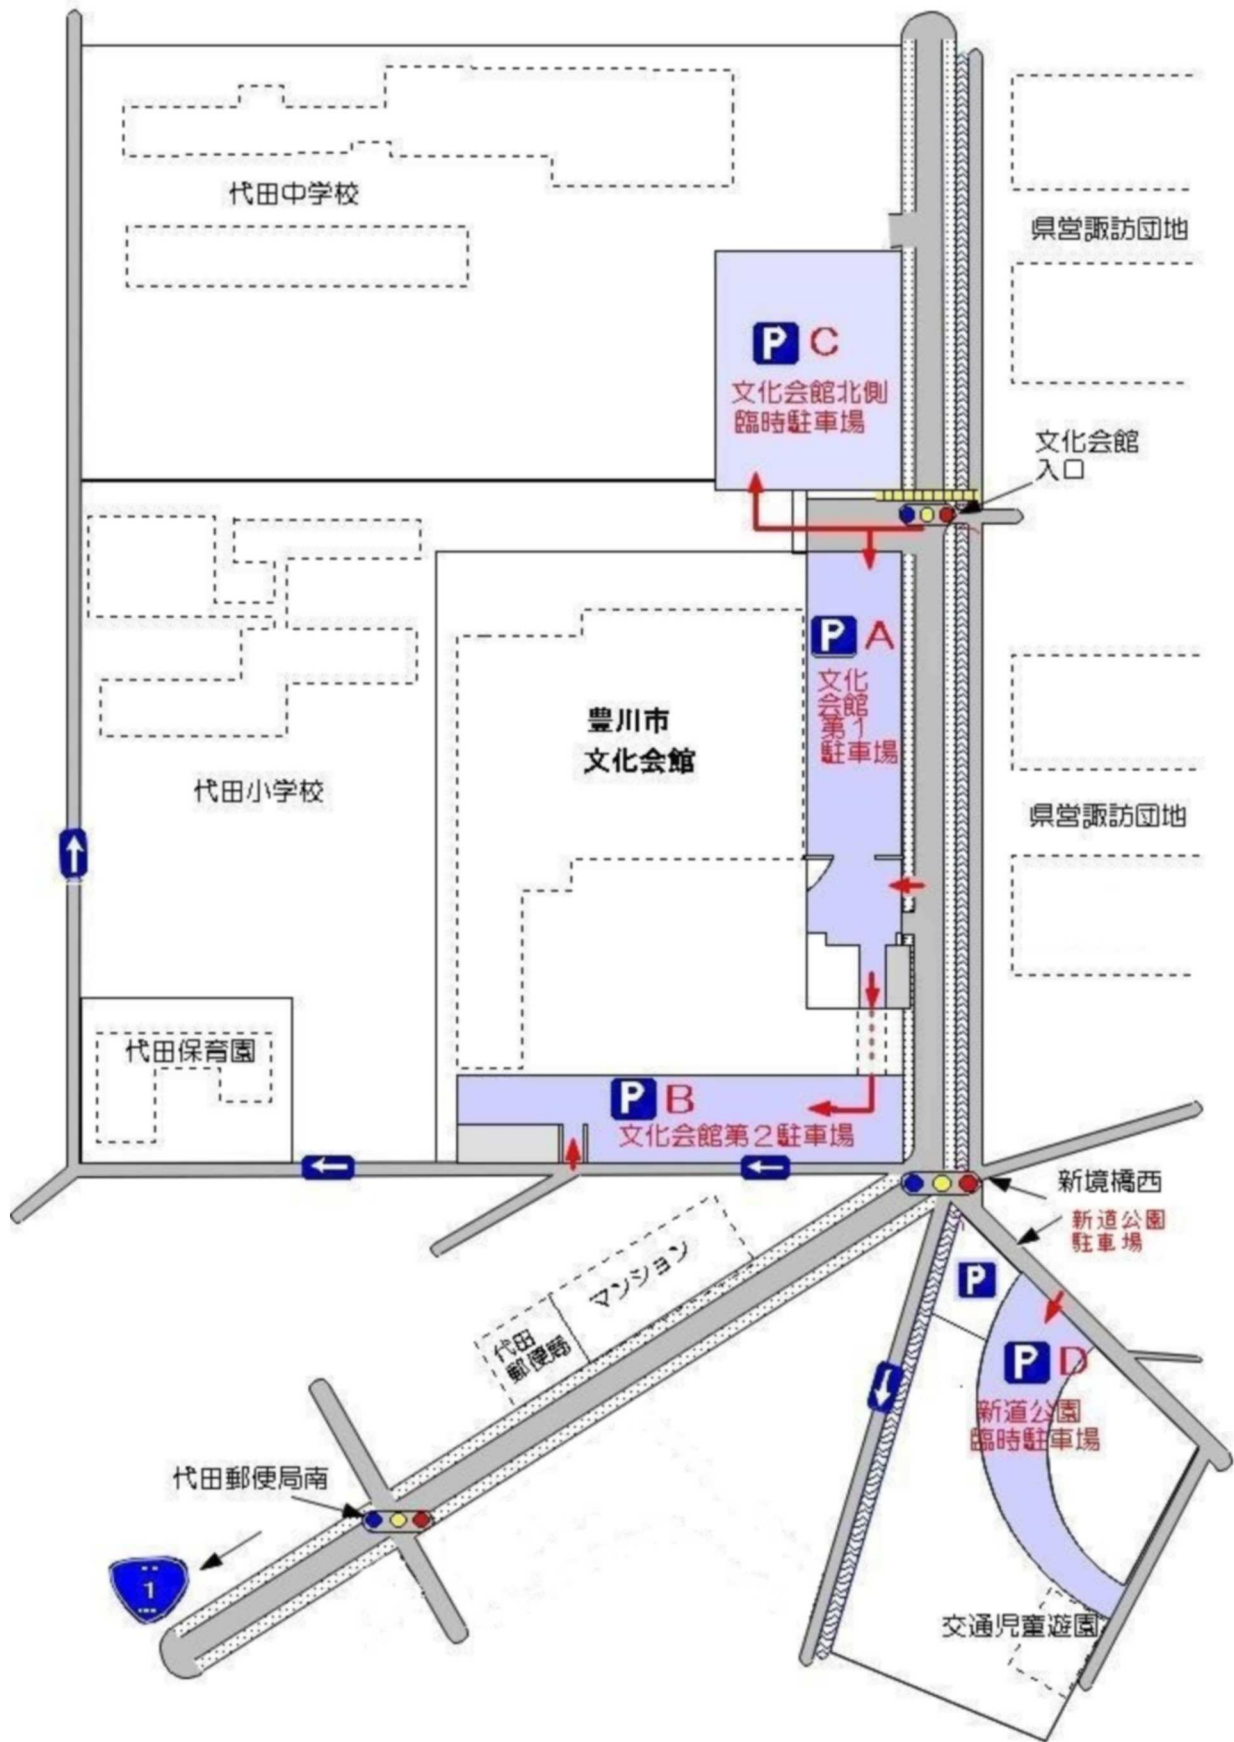 代田中学校
県営諏訪団地
P C
文化会館北側
臨時駐車場
文化会館
入口
P A
文化
会館
第1
駐車場
豊川市
文化会館
代田小学校
県営諏訪団地
代田保育園
P B
文化会館第2駐車場
新境橋西
新道公園
駐車場
マンション
代田
郵便局
P
P D
新道公園
臨時駐車場
代田郵便局南
1
交通児童遊園